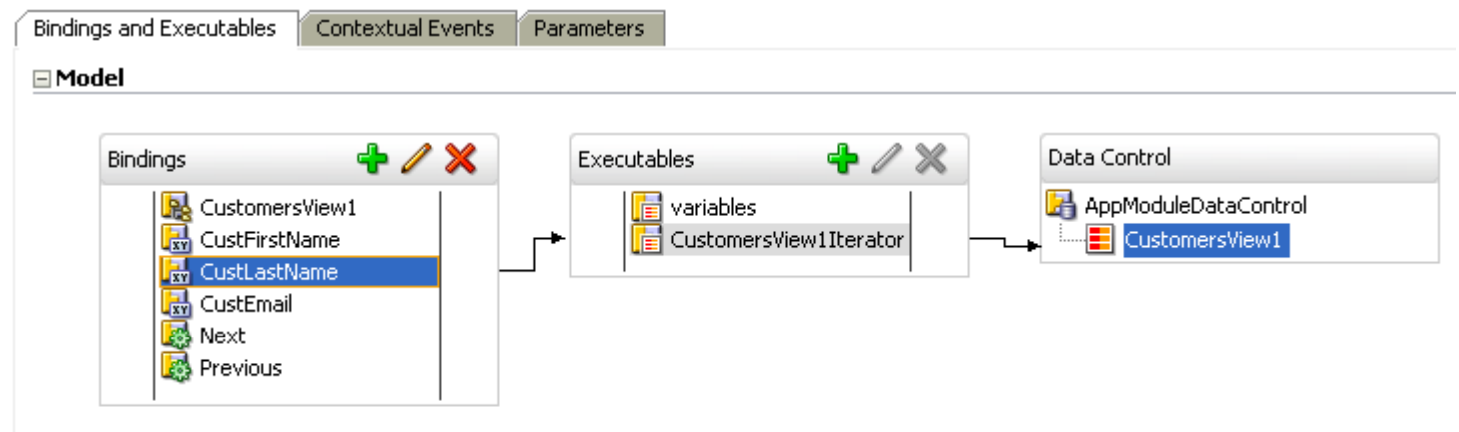 Bindings and Executables Contextual Events Parameters
Model
Bindings
CustomersView1
CustFirstName
CustLastName
CustEmail
Next
Previous
Executables
variables
CustomersView1Iterator
Data Control
AppModuleDataControl
CustomersView1